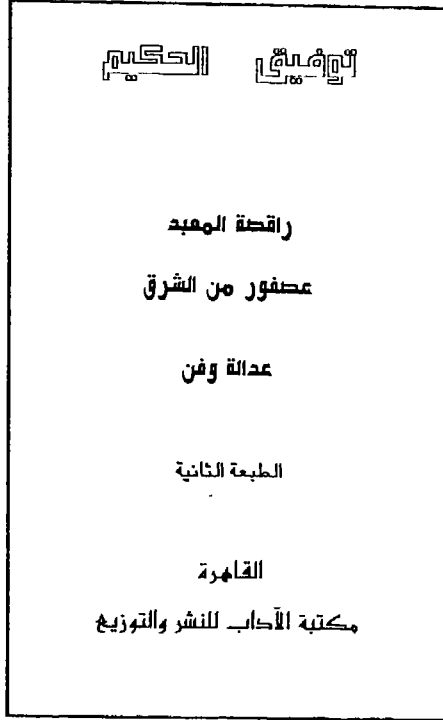 توفيق الحكيم
راقصة المعبد
عصفور من الشرق
عدالة وفن
الطبعة الثانية
القاهرة
مكتبة الآداب للنشر والتوزيع